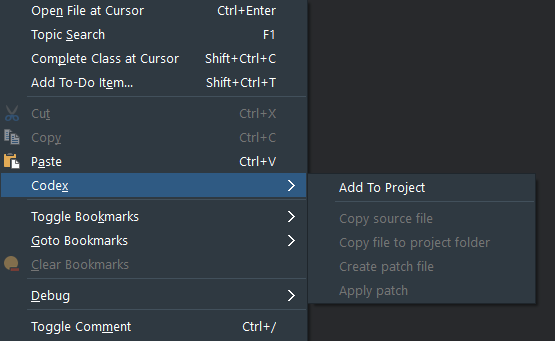 Open File at Cursor Ctrl+Enter
Topic Search F1
Complete Class at Cursor Shift+Ctrl+C
Add To-Do Item... Shift+Ctrl+T
Cut Ctrl+X
Copy Ctrl+C
Paste Ctrl+V
Codex
Add To Project
Copy source file
Copy file to project folder
Create patch file
Apply patch
Toggle Bookmarks
Goto Bookmarks
Clear Bookmarks
Debug
Toggle Comment Ctrl+/